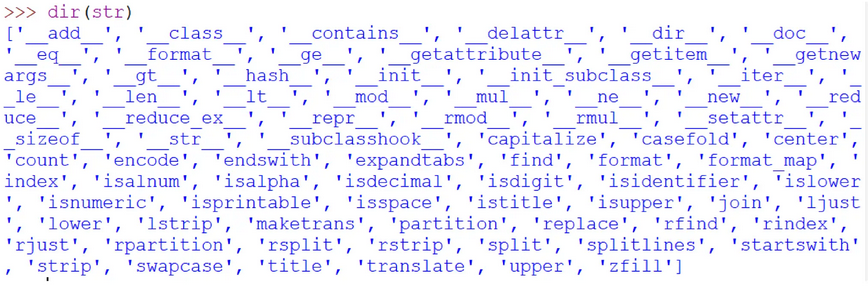 >>> dir(str)
['__add__', '__class__', '__contains__', '__delattr__', '__dir__', '__doc__',
'__eq__', '__format__', '__ge__', '__getattribute__', '__getitem__', '__getnew
args__', '__gt__', '__hash__', '__init__', '__init_subclass__', '__iter__', '_
_le__', '__len__', '__lt__', '__mod__', '__mul__', '__ne__', '__new__', '__red
uce__', '__reduce_ex__', '__repr__', '__rmod__', '__rmul__', '__setattr__', '_
_sizeof__', '__str__', '__subclasshook__', 'capitalize', 'casefold', 'center',
'count', 'encode', 'endswith', 'expandtabs', 'find', 'format', 'format_map', '
index', 'isalnum', 'isalpha', 'isdecimal', 'isdigit', 'isidentifier', 'islower
', 'isnumeric', 'isprintable', 'isspace', 'istitle', 'isupper', 'join', 'ljust
', 'lower', 'lstrip', 'maketrans', 'partition', 'replace', 'rfind', 'rindex',
'rjust', 'rpartition', 'rsplit', 'rstrip', 'split', 'splitlines', 'startswith'
, 'strip', 'swapcase', 'title', 'translate', 'upper', 'zfill']